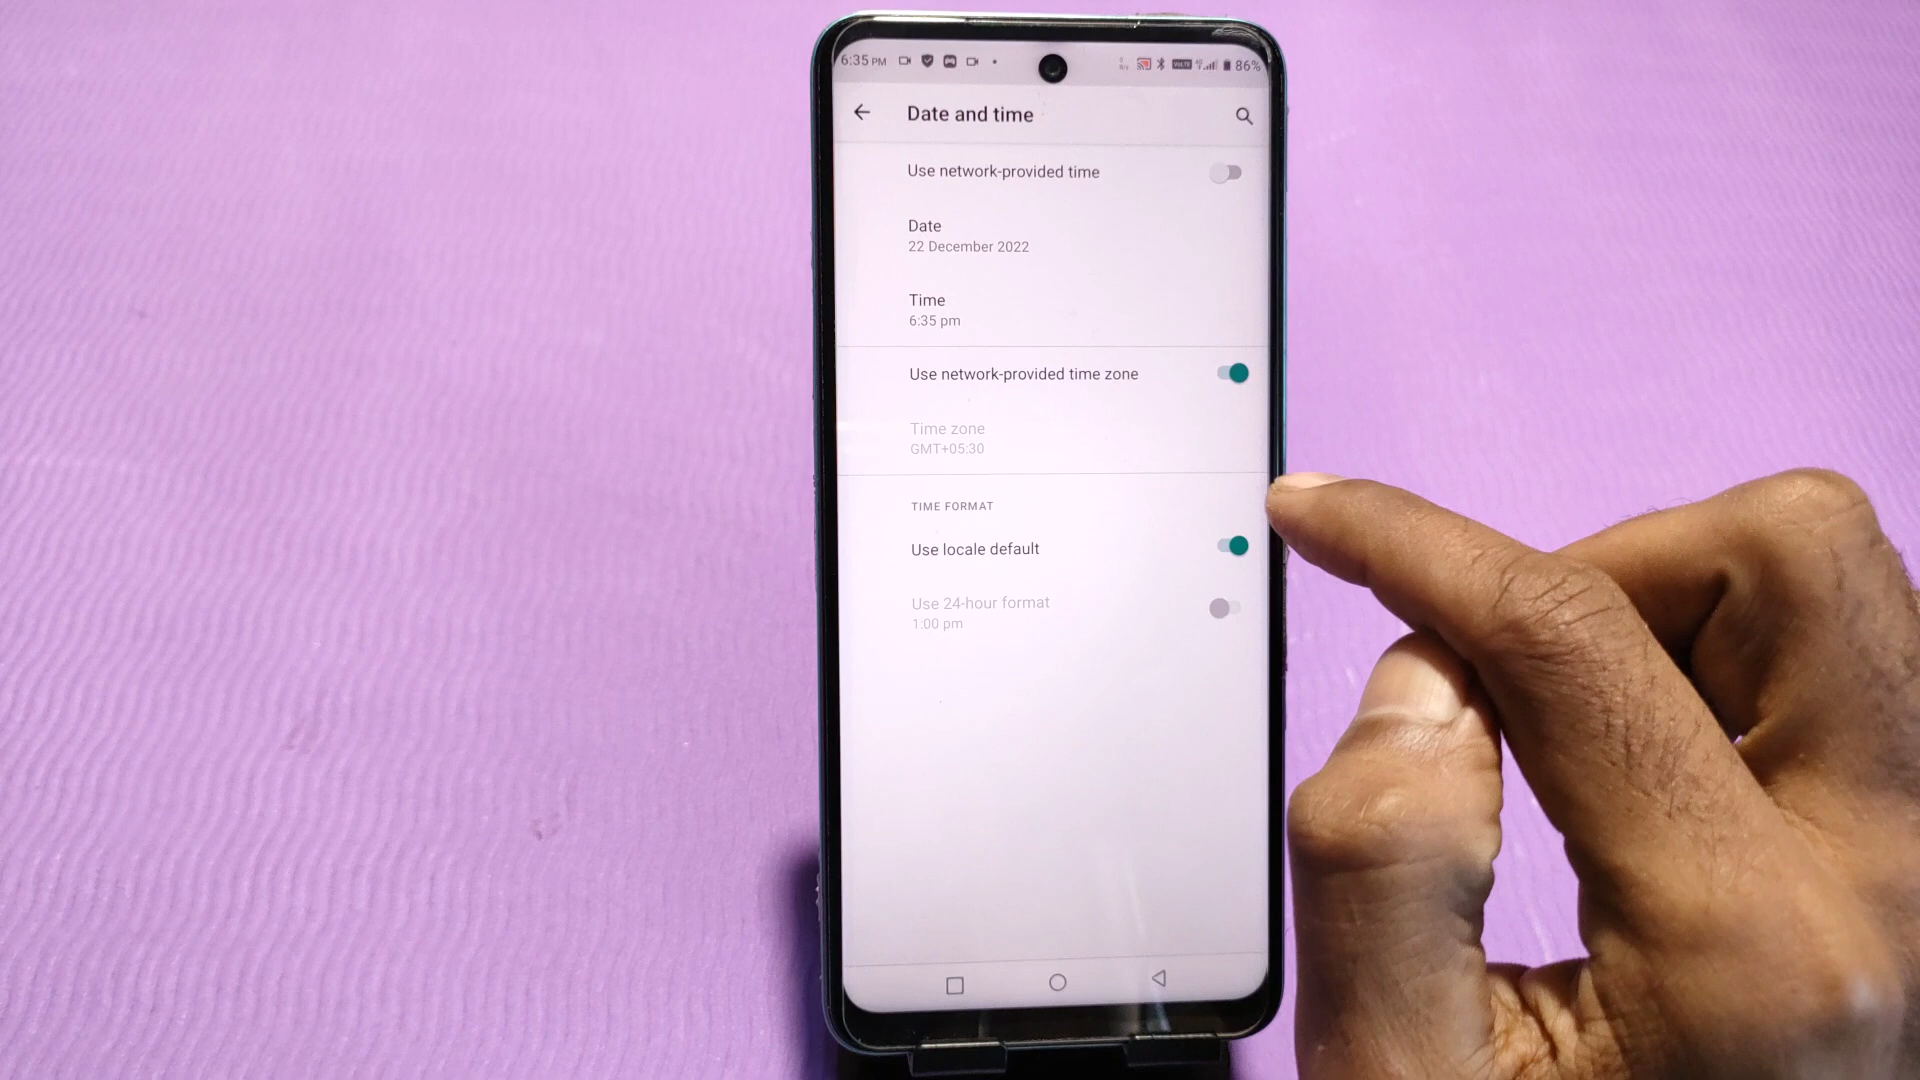 6:35 PM 86%
Date and time
Use network-provided time
Date
22 December 2022
Time
6:35 pm
Use network-provided time zone
Time zone
GMT+05:30
TIME FORMAT
Use locale default
Use 24-hour format
1:00 pm